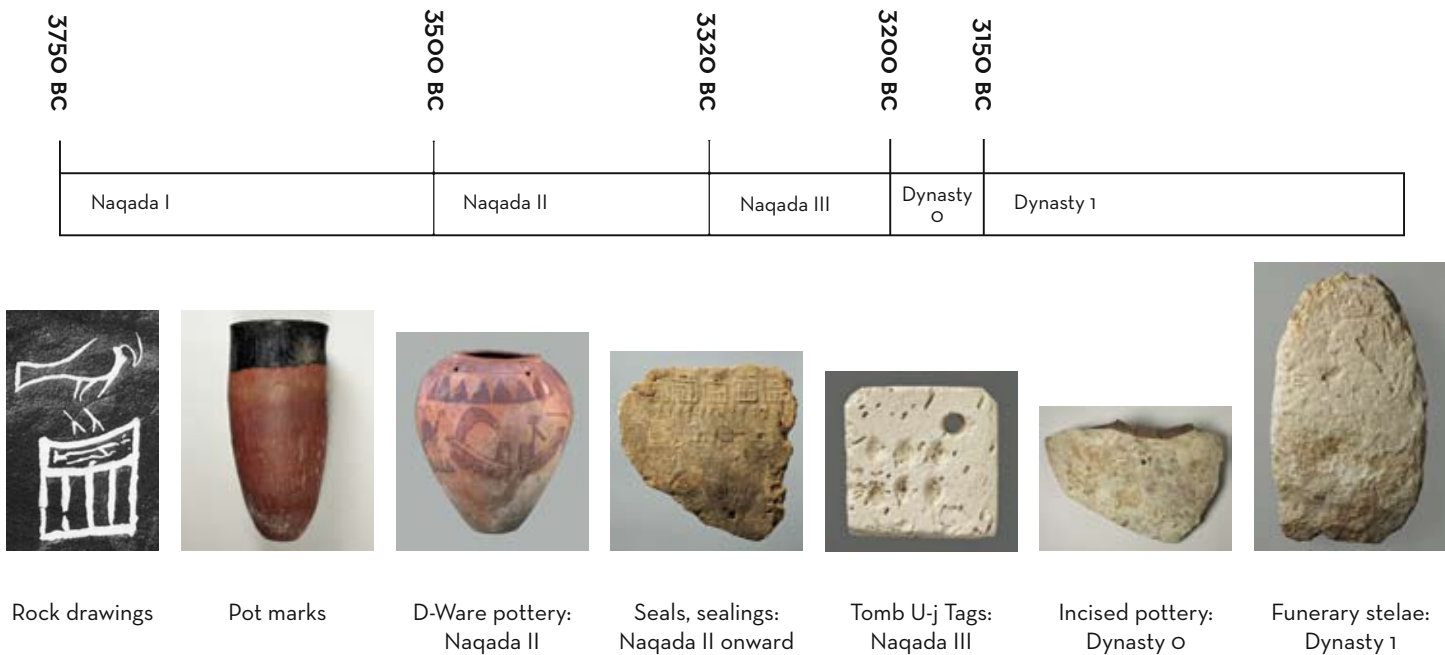 3750 BC
3500 BC
3320 BC
3200 BC
3150 BC
Naqada I
Naqada II
Naqada III
Dynasty
0
Dynasty 1
Rock drawings
Pot marks
D-Ware pottery:
Naqada II
Seals, sealings:
Naqada II onward
Tomb U-j Tags:
Naqada III
Incised pottery:
Dynasty 0
Funerary stelae:
Dynasty 1